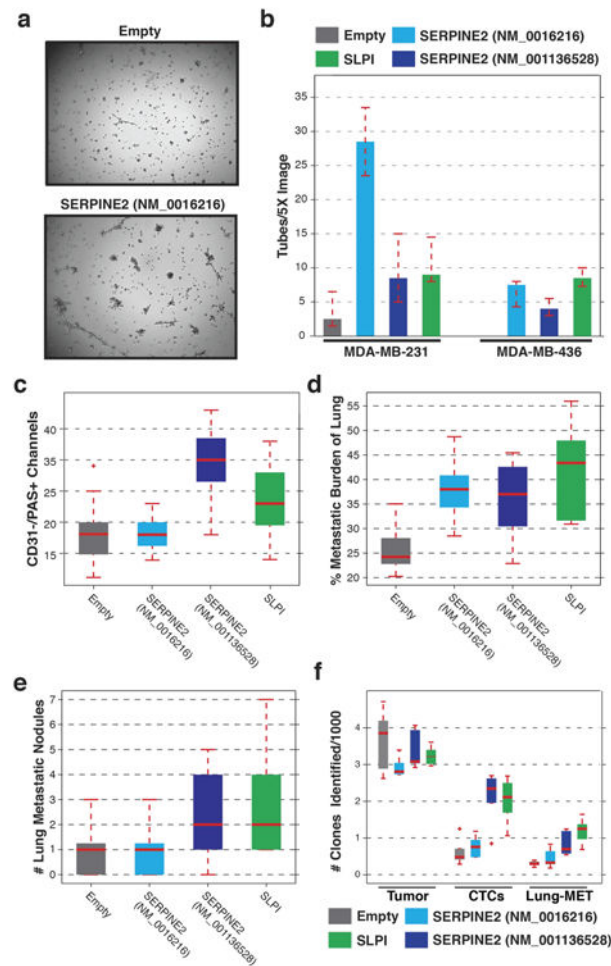 a
Empty
SERPINE2 (NM_0016216)
b
Empty SERPINE2 (NM_0016216)
SLPI SERPINE2 (NM_001136528)
Tubes/5X Image
35
30
25
20
15
10
5
0
MDA-MB-231 MDA-MB-436
c
CD31-/PAS+ Channels
40
35
25
20
15
10
Empty
SERPINE2
(NM_0016216)
SERPINE2
(NM_001136528)
SLPI
d
% Metastatic Burden of Lung
55
50
45
40
35
30
25
20
Empty
SERPINE2
(NM_0016216)
SERPINE2
(NM_001136528)
SLPI
e
# Lung Metastatic Nodules
7
6
5
4
3
2
1
0
Empty
SERPINE2
(NM_0016216)
SERPINE2
(NM_001136528)
SLPI
f
# Clones Identified/1000
4
3
2
1
0
Tumor CTCs Lung-MET
Empty SERPINE2 (NM_0016216)
SLPI SERPINE2 (NM_001136528)